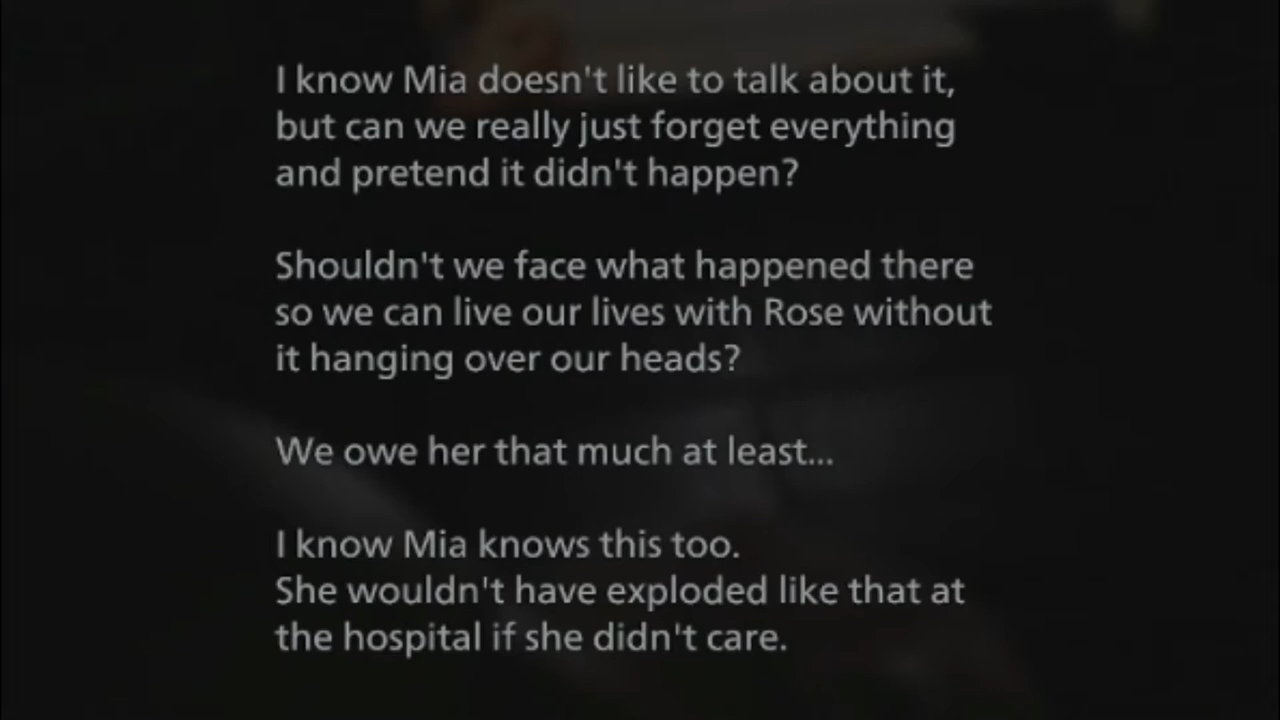 I know Mia doesn't like to talk about it,
but can we really just forget everything
and pretend it didn't happen?
Shouldn't we face what happened there
so we can live our lives with Rose without
it hanging over our heads?
We owe her that much at least...
I know Mia knows this too.
She wouldn't have exploded like that at
the hospital if she didn't care.